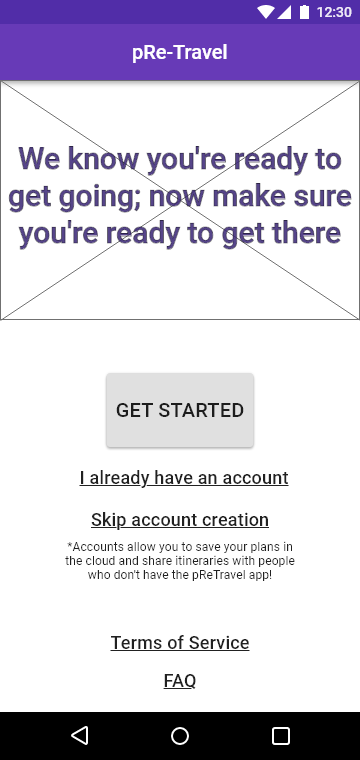 12:30
pRe-Travel
We know you're ready to
get going; now make sure
you're ready to get there
GET STARTED
I already have an account
Skip account creation
*Accounts allow you to save your plans in
the cloud and share itineraries with people
who don't have the pReTravel app!
Terms of Service
FAQ